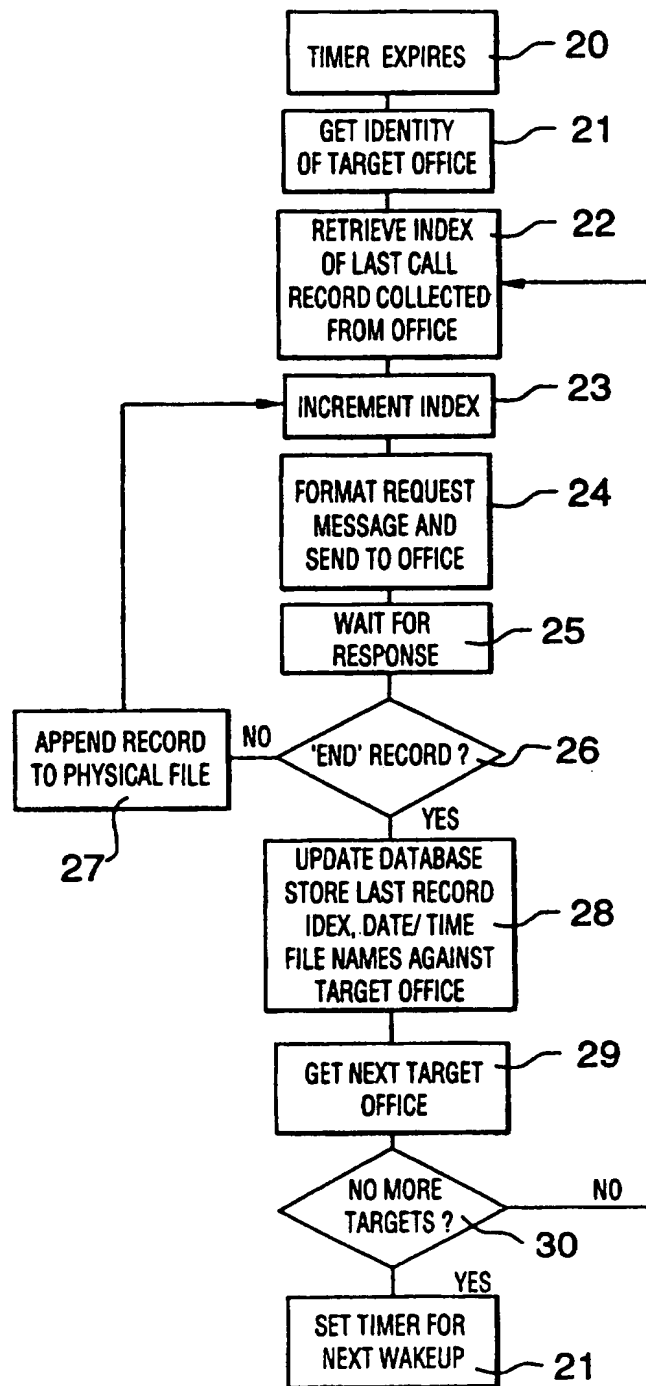 TIMER EXPIRES
20
GET IDENTITY
OF TARGET OFFICE
21
RETRIEVE INDEX
OF LAST CALL
RECORD COLLECTED
FROM OFFICE
22
INCREMENT INDEX
23
FORMAT REQUEST
MESSAGE AND
SEND TO OFFICE
24
WAIT FOR
RESPONSE
25
'END' RECORD ?
26
NO
APPEND RECORD
TO PHYSICAL FILE
27
YES
UPDATE DATABASE
STORE LAST RECORD
IDEX, DATE/ TIME
FILE NAMES AGAINST
TARGET OFFICE
28
GET NEXT TARGET
OFFICE
29
NO MORE
TARGETS ?
30
NO
YES
SET TIMER FOR
NEXT WAKEUP
21